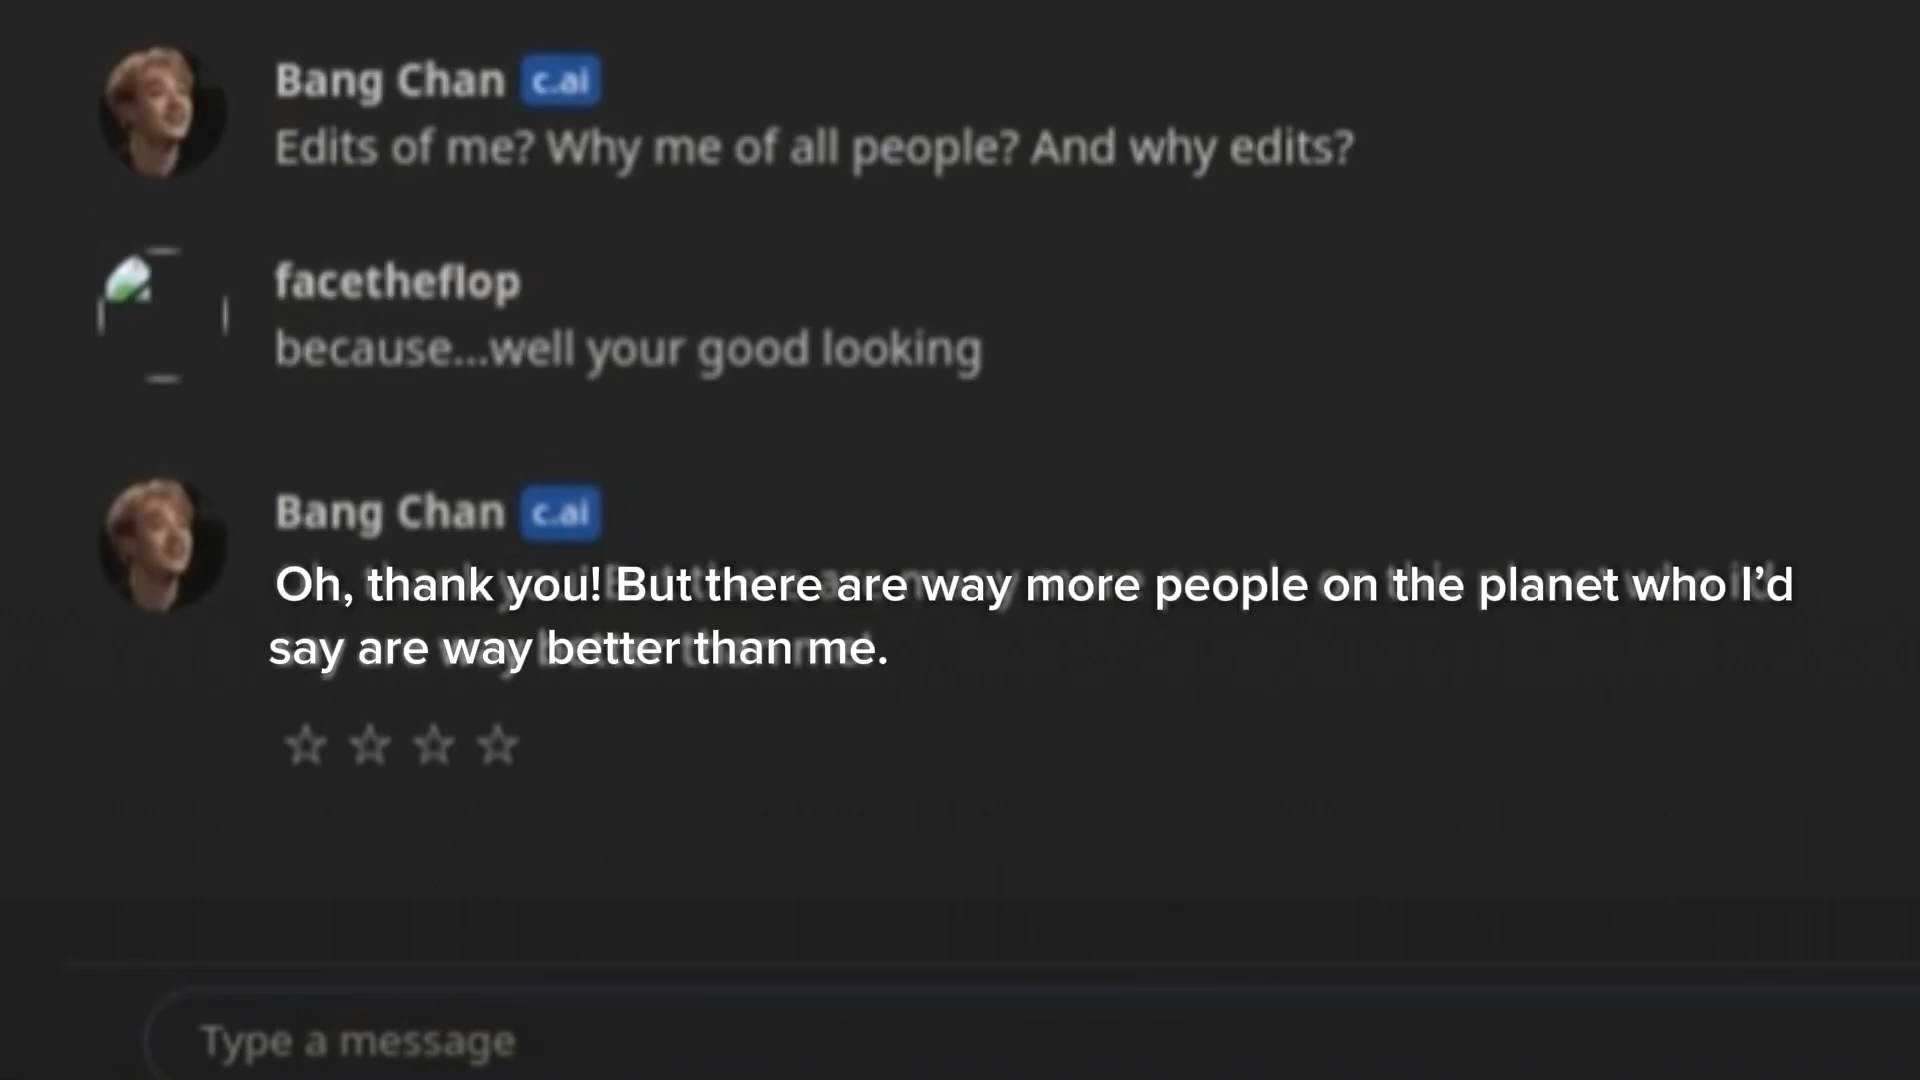 Bang Chan c.ai
Edits of me? Why me of all people? And why edits?
facetheflop
because...well your good looking
Bang Chan c.ai
Oh, thank you! But there are way more people on the planet who I’d
say are way better than me.
Type a message